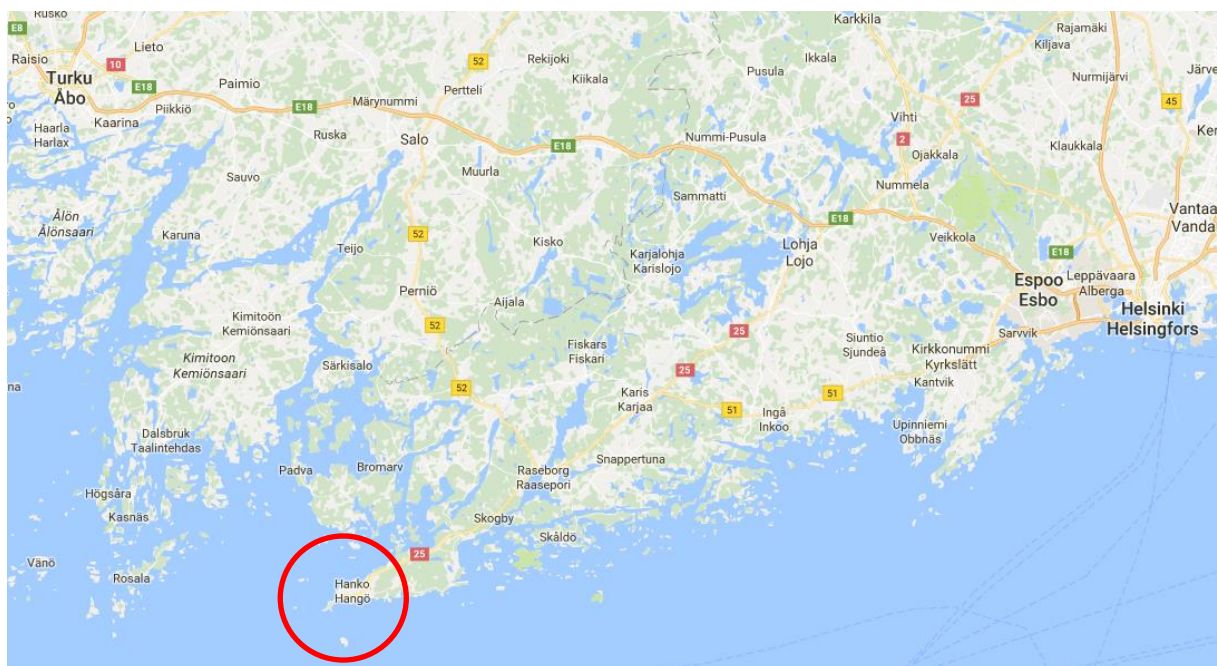 E8
Rusko
Lieto
Raisio
10
Turku
Åbo
E18
Paimio
Piikkiö
Kaarina
Haarla
Harlax
E18
Märynummi
Ruska
Salo
52
Pertteli
Rekijoki
Kiikala
Karkkila
Ikkala
Pusula
Rajamäki
Kiljava
25
Nurmijärvi
Järve
45
Vihti
2
Ojakkala
Klaukkala
Ker
Nummi-Pusula
E18
Muurla
Sammatti
Nummela
Sauvo
Ålön
Ålönsaari
Karuna
Teijo
52
Kisko
Karjalohja
Karislojo
Lohja
Lojo
E18
Veikkola
E18
Vantaa
Vanda
Espoo
Esbo
Leppävaara
Alberga
Helsinki
Helsingfors
Perniö
Aijala
Kimitoön
Kemiönsaari
52
Fiskars
Fiskari
25
Siuntio
Sjundeå
Sarvvik
Kirkkonummi
Kyrkslätt
Kantvik
Kimitoon
Kemiönsaari
Särkisalo
52
25
Karis
Karjaa
51
Ingå
Inkoo
51
Upinniemi
Obbnäs
na
Dalsbruk
Taalintehdas
Padva
Bromarv
Raseborg
Raasepori
Snappertuna
Högsåra
Kasnäs
Skogby
Skåldö
25
Vänö
Rosala
Hanko
Hangö